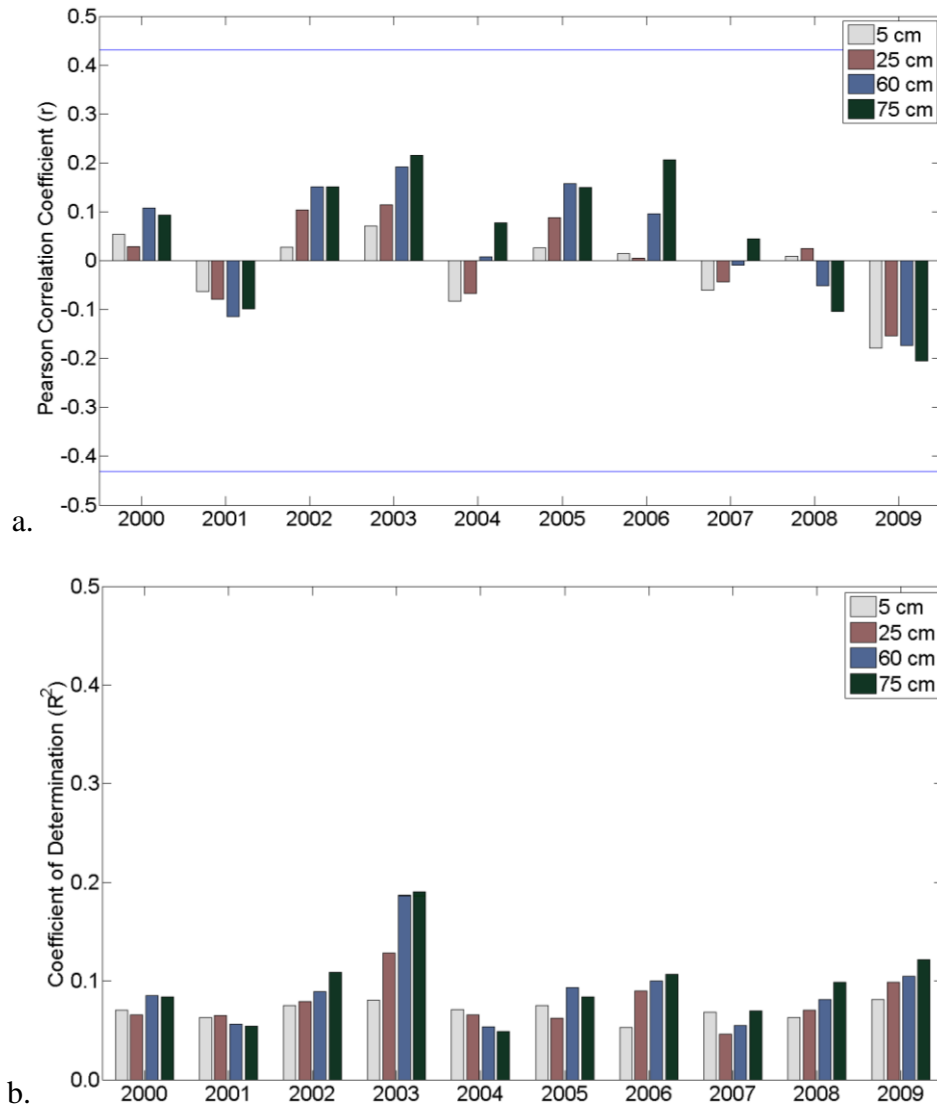 Pearson Correlation Coefficient (r)
0.5
0.4
0.3
0.2
0.1
0
-0.1
-0.2
-0.3
-0.4
-0.5
5 cm
25 cm
60 cm
75 cm
2000 2001 2002 2003 2004 2005 2006 2007 2008 2009
a.
Coefficient of Determination (R²)
0.5
0.4
0.3
0.2
0.1
0.0
5 cm
25 cm
60 cm
75 cm
2000 2001 2002 2003 2004 2005 2006 2007 2008 2009
b.